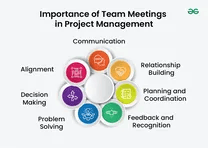 Importance of Team Meetings
in Project Management
Communication
Alignment
Relationship
Building
Decision
Making
Planning and
Coordination
Problem
Solving
Feedback and
Recognition